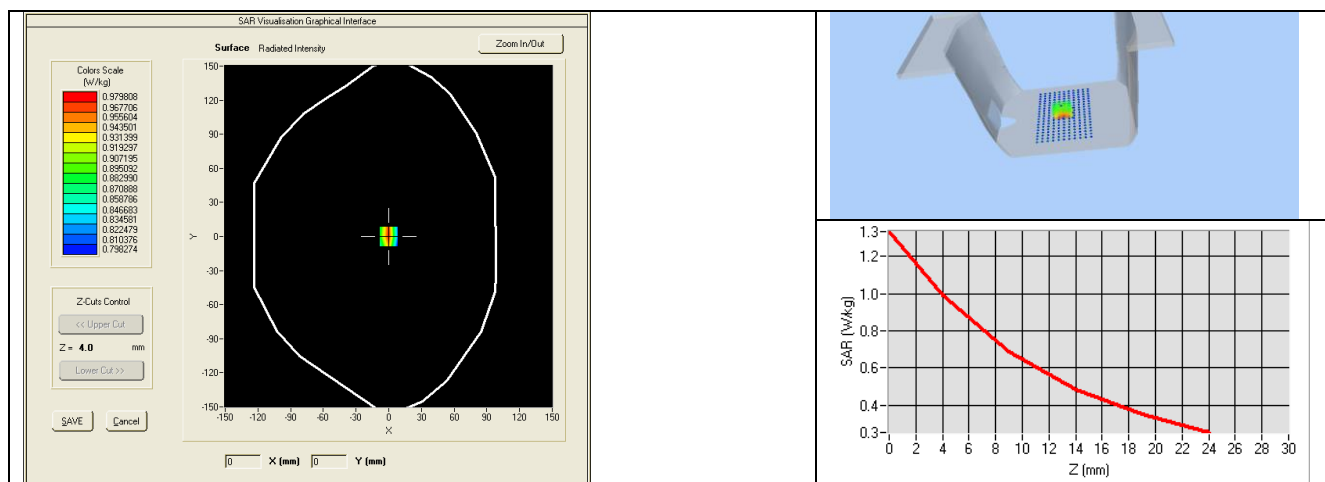 SAR Visualisation Graphical Interface
Surface Radiated Intensity
Zoom In/Out
Colors Scale
(W/kg)
0.979808
0.967706
0.955604
0.943501
0.931399
0.919297
0.907195
0.895092
0.882990
0.870888
0.858786
0.846683
0.834581
0.822479
0.810376
0.798274
Z-Cuts Control
<< Upper Cut
Z = 4.0 mm
Lower Cut >>
SAVE Cancel
150
120
90
60
30
0
-30
-60
-90
-120
-150
Y
-150 -120 -90 -60 -30 0 30 60 90 120 150
X
0 X (mm) 0 Y (mm)
1.3
1.2
1.0
0.8
0.6
0.4
0.3
SAR (W/kg)
0 2 4 6 8 10 12 14 16 18 20 22 24 26 28 30
Z (mm)